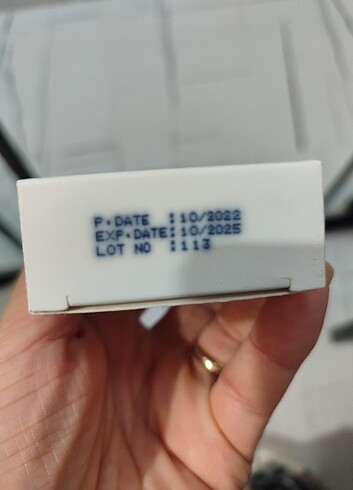 P.DATE :10/2022
EXP.DATE:10/2025
LOT NO :113